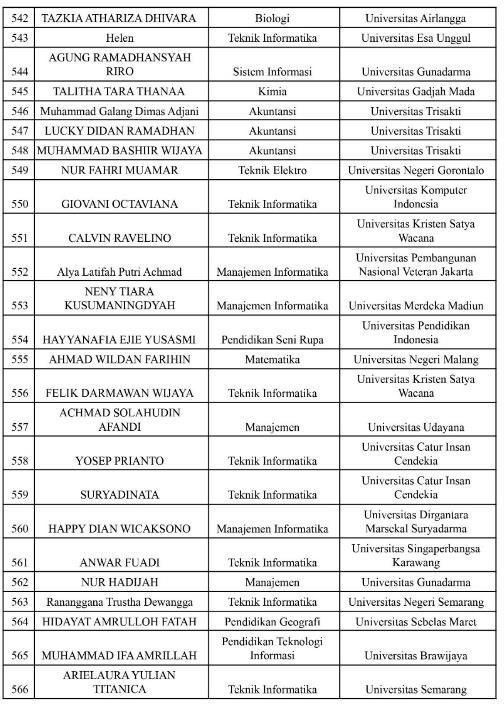 542 TAZKIA ATHARIZA DHIVARA Biologi Universitas Airlangga
543 Helen Teknik Informatika Universitas Esa Unggul
AGUNG RAMADHANSYAH
544 RIRO Sistem Informasi Universitas Gunadarma
545 TALITHA TARA THANAA Kimia Universitas Gadjah Mada
546 Muhammad Galang Dimas Adjani Akuntansi Universitas Trisakti
547 LUCKY DIDAN RAMADHAN Akuntansi Universitas Trisakti
548 MUHAMMAD BASHIIR WIJAYA Akuntansi Universitas Trisakti
549 NUR FAHRI MUAMAR Teknik Elektro Universitas Negeri Gorontalo
Universitas Komputer
550 GIOVANI OCTAVIANA Teknik Informatika Indonesia
Universitas Kristen Satya
551 CALVIN RAVELINO Teknik Informatika Wacana
Universitas Pembangunan
552 Alya Latifah Putri Achmad Manajemen Informatika Nasional Veteran Jakarta
NENY TIARA
553 KUSUMANINGDYAH Manajemen Informatika Universitas Merdeka Madiun
Universitas Pendidikan
554 HAYYANAFIA EJIE YUSASMI Pendidikan Seni Rupa Indonesia
555 AHMAD WILDAN FARIHIN Matematika Universitas Negeri Malang
Universitas Kristen Satya
556 FELIK DARMAWAN WIJAYA Teknik Informatika Wacana
ACHMAD SOLAHUDIN
557 AFANDI Manajemen Universitas Udayana
Universitas Catur Insan
558 YOSEP PRIANTO Teknik Informatika Cendekia
Universitas Catur Insan
559 SURYADINATA Teknik Informatika Cendekia
Universitas Dirgantara
560 HAPPY DIAN WICAKSONO Manajemen Informatika Marsekal Suryadarma
Universitas Singaperbangsa
561 ANWAR FUADI Teknik Informatika Karawang
562 NUR HADIJAH Manajemen Universitas Gunadarma
563 Rananggana Trustha Dewangga Teknik Informatika Universitas Negeri Semarang
564 HIDAYAT AMRULLOH FATAH Pendidikan Geografi Universitas Sebelas Maret
Pendidikan Teknologi
565 MUHAMMAD IFA AMRILLAH Informasi Universitas Brawijaya
ARIELAURA YULIAN
566 TITANICA Teknik Informatika Universitas Semarang